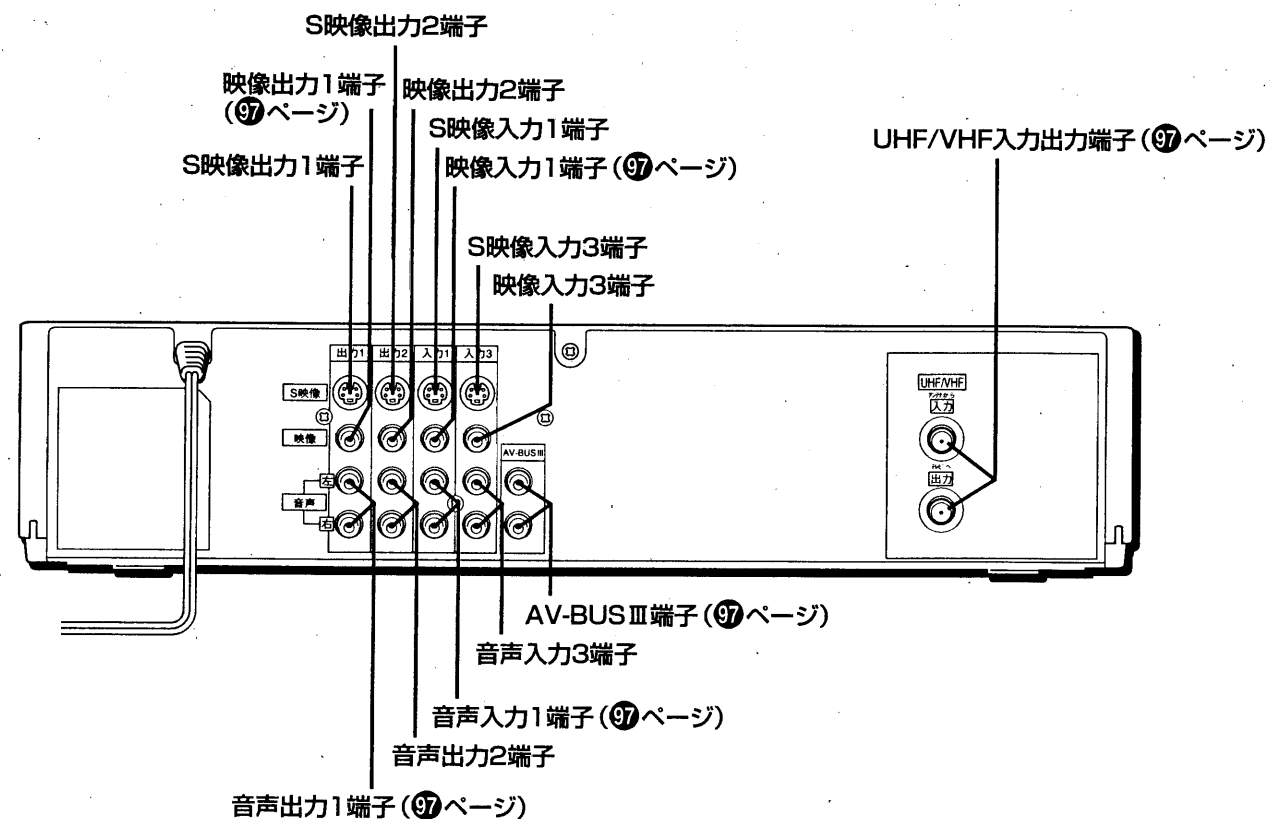 S映像出力2端子
映像出力1端子
(97ページ)
映像出力2端子
S映像入力1端子
S映像出力1端子
映像入力1端子(97ページ)
UHF/VHF入力出力端子(97ページ)
S映像入力3端子
映像入力3端子
出力1 出力2 入力1 入力3
S映像
映像
音声
左
右
AV-BUSⅢ
UHF/VHF
入力
出力
AV-BUSⅢ端子(97ページ)
音声入力3端子
音声入力1端子(97ページ)
音声出力2端子
音声出力1端子(97ページ)